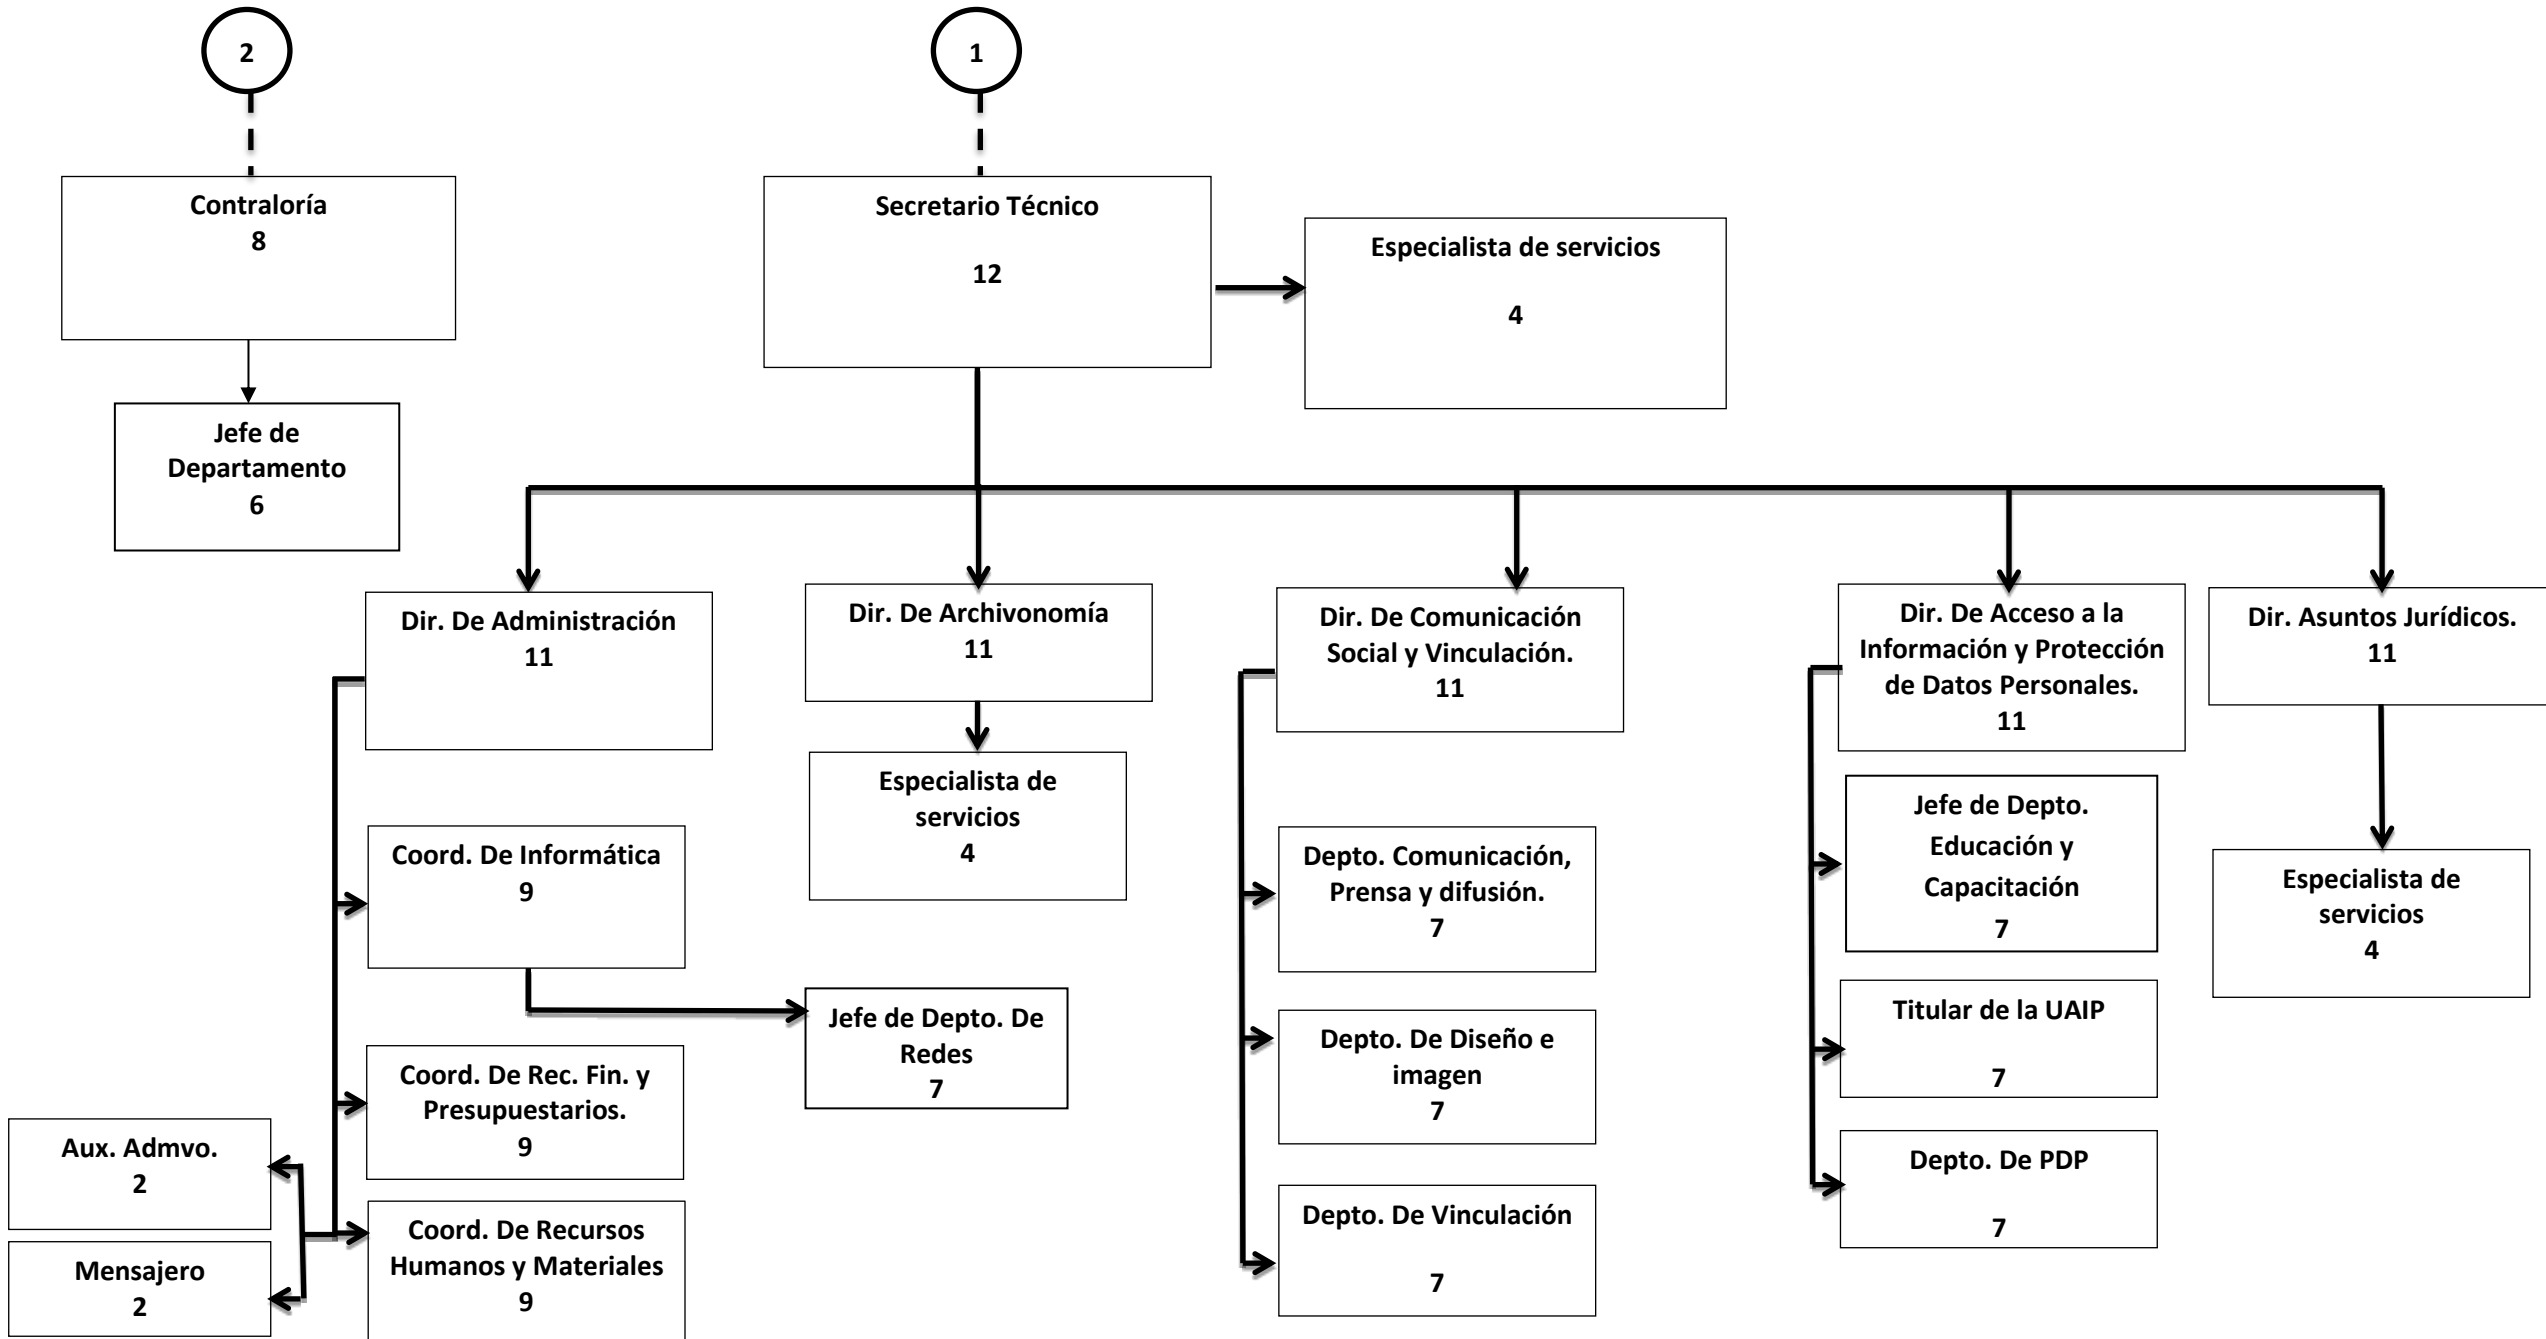 2
1
Contraloría
8
Secretario Técnico
12
Especialista de servicios
4
Jefe de
Departamento
6
Dir. De Administración
11
Dir. De Archivonomía
11
Dir. De Comunicación
Social y Vinculación.
11
Dir. De Acceso a la
Información y Protección
de Datos Personales.
11
Dir. Asuntos Jurídicos.
11
Especialista de
servicios
4
Jefe de Depto.
Educación y
Capacitación
7
Coord. De Informática
9
Depto. Comunicación,
Prensa y difusión.
7
Especialista de
servicios
4
Jefe de Depto. De
Redes
7
Titular de la UAIP
7
Depto. De Diseño e
imagen
7
Coord. De Rec. Fin. y
Presupuestarios.
9
Aux. Admvo.
2
Depto. De PDP
7
Depto. De Vinculación
7
Coord. De Recursos
Humanos y Materiales
9
Mensajero
2